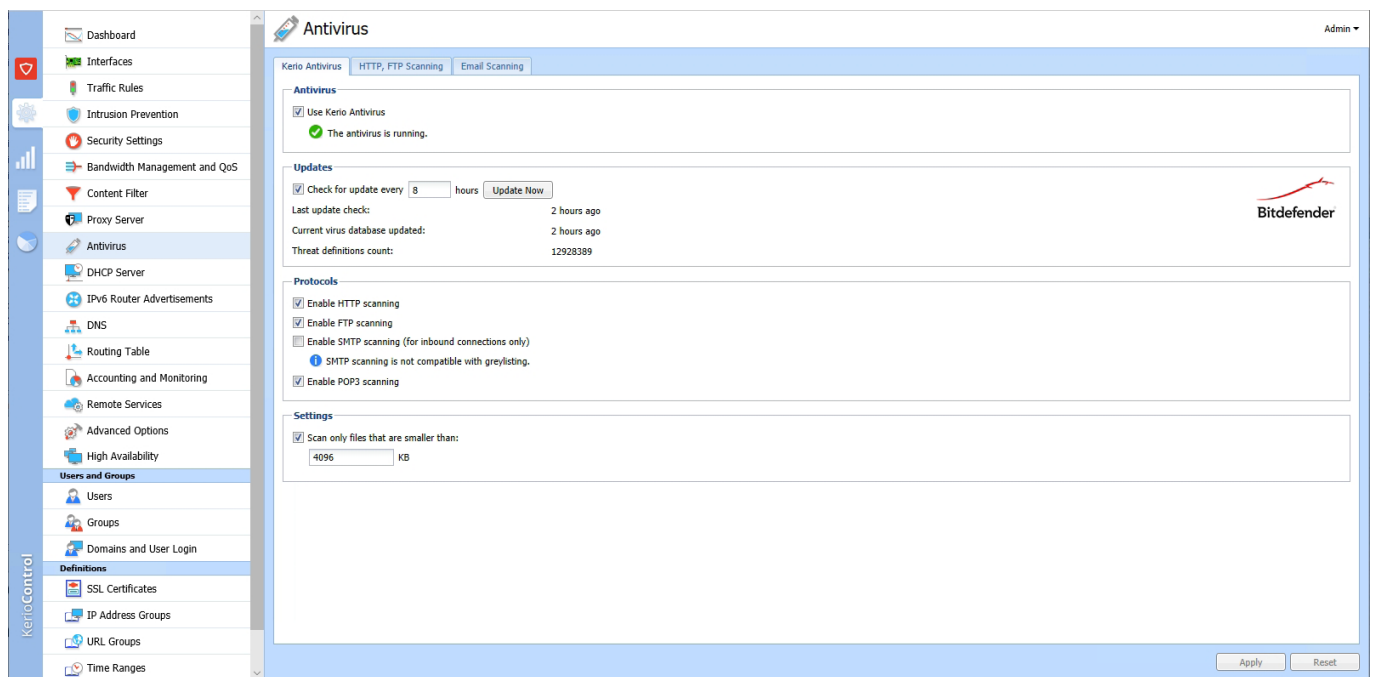 Dashboard
Interfaces
Traffic Rules
Intrusion Prevention
Security Settings
Bandwidth Management and QoS
Content Filter
Proxy Server
Antivirus
DHCP Server
IPv6 Router Advertisements
DNS
Routing Table
Accounting and Monitoring
Remote Services
Advanced Options
High Availability
Users and Groups
Users
Groups
Domains and User Login
Definitions
SSL Certificates
IP Address Groups
URL Groups
Time Ranges
KerioControl
Antivirus
Admin
Kerio Antivirus HTTP, FTP Scanning Email Scanning
Antivirus
Use Kerio Antivirus
The antivirus is running.
Updates
Check for update every 8 hours Update Now
Last update check: 2 hours ago
Current virus database updated: 2 hours ago
Threat definitions count: 12928389
Bitdefender
Protocols
Enable HTTP scanning
Enable FTP scanning
Enable SMTP scanning (for inbound connections only)
SMTP scanning is not compatible with greylisting.
Enable POP3 scanning
Settings
Scan only files that are smaller than:
4096 KB
Apply Reset